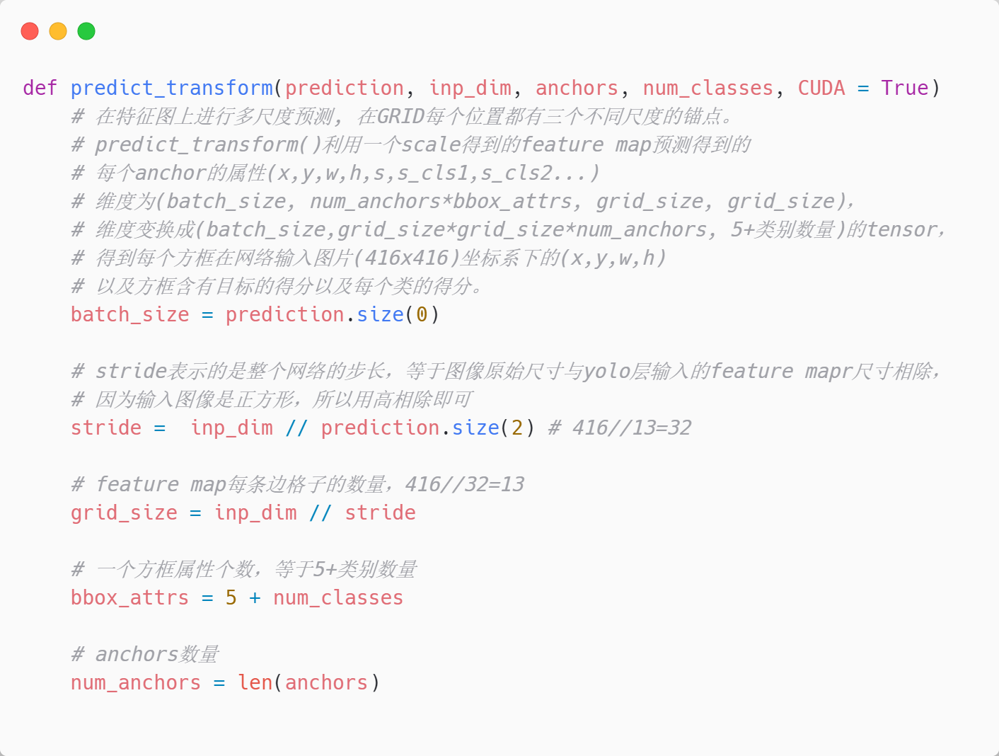 def predict_transform(prediction, inp_dim, anchors, num_classes, CUDA = True)
    # 在特征图上进行多尺度预测, 在GRID每个位置都有三个不同尺度的锚点。
    # predict_transform()利用一个scale得到的feature map预测得到的
    # 每个anchor的属性(x,y,w,h,s,s_cls1,s_cls2...)
    # 维度为(batch_size, num_anchors*bbox_attrs, grid_size, grid_size)，
    # 维度变换成(batch_size,grid_size*grid_size*num_anchors, 5+类别数量)的tensor，
    # 得到每个方框在网络输入图片(416x416)坐标系下的(x,y,w,h)
    # 以及方框含有目标的得分以及每个类的得分。
    batch_size = prediction.size(0)

    # stride表示的是整个网络的步长，等于图像原始尺寸与yolo层输入的feature mapr尺寸相除，
    # 因为输入图像是正方形，所以用高相除即可
    stride =  inp_dim // prediction.size(2) # 416//13=32

    # feature map每条边格子的数量，416//32=13
    grid_size = inp_dim // stride

    # 一个方框属性个数，等于5+类别数量
    bbox_attrs = 5 + num_classes

    # anchors数量
    num_anchors = len(anchors)